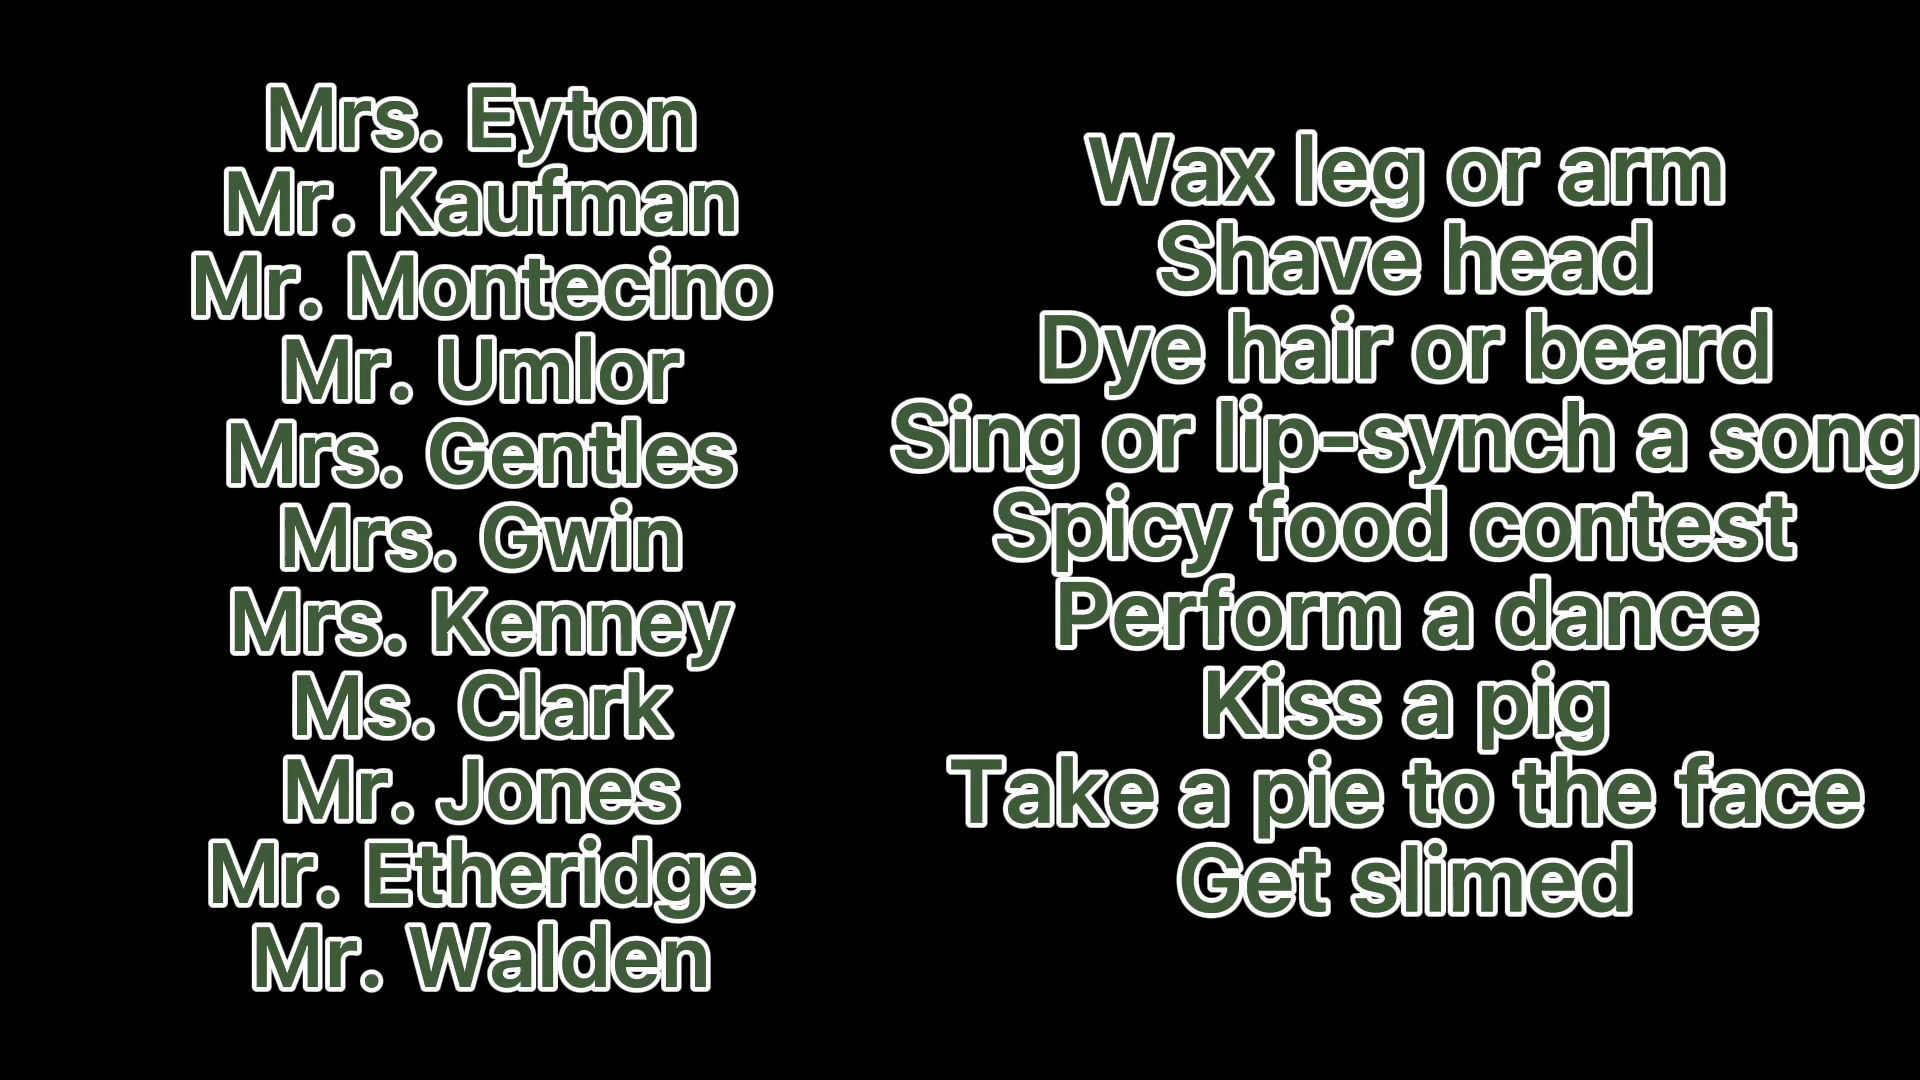 Mrs. Eyton
Mr. Kaufman
Mr. Montecino
Mr. Umlor
Mrs. Gentles
Mrs. Gwin
Mrs. Kenney
Ms. Clark
Mr. Jones
Mr. Etheridge
Mr. Walden
Wax leg or arm
Shave head
Dye hair or beard
Sing or lip-synch a song
Spicy food contest
Perform a dance
Kiss a pig
Take a pie to the face
Get slimed